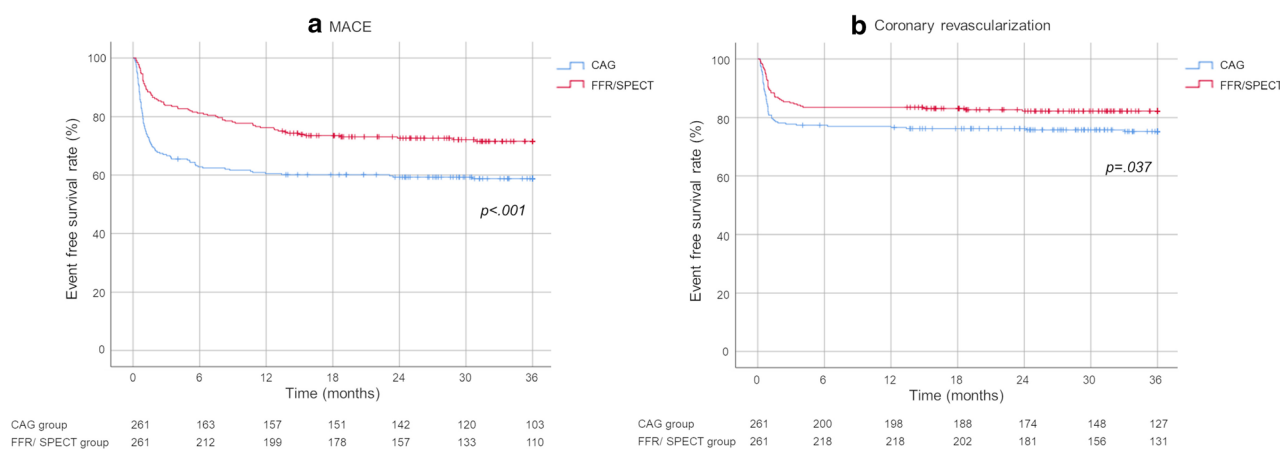 a MACE
CAG
FFR/SPECT
Event free survival rate (%)
100
80
60
40
20
0
p<.001
0 6 12 18 24 30 36
Time (months)
CAG group 261 163 157 151 142 120 103
FFR/ SPECT group 261 212 199 178 157 133 110
b Coronary revascularization
CAG
FFR/SPECT
Event free survival rate (%)
100
80
60
40
20
0
p=.037
0 6 12 18 24 30 36
Time (months)
CAG group 261 200 198 188 174 148 127
FFR/ SPECT group 261 218 218 202 181 156 131